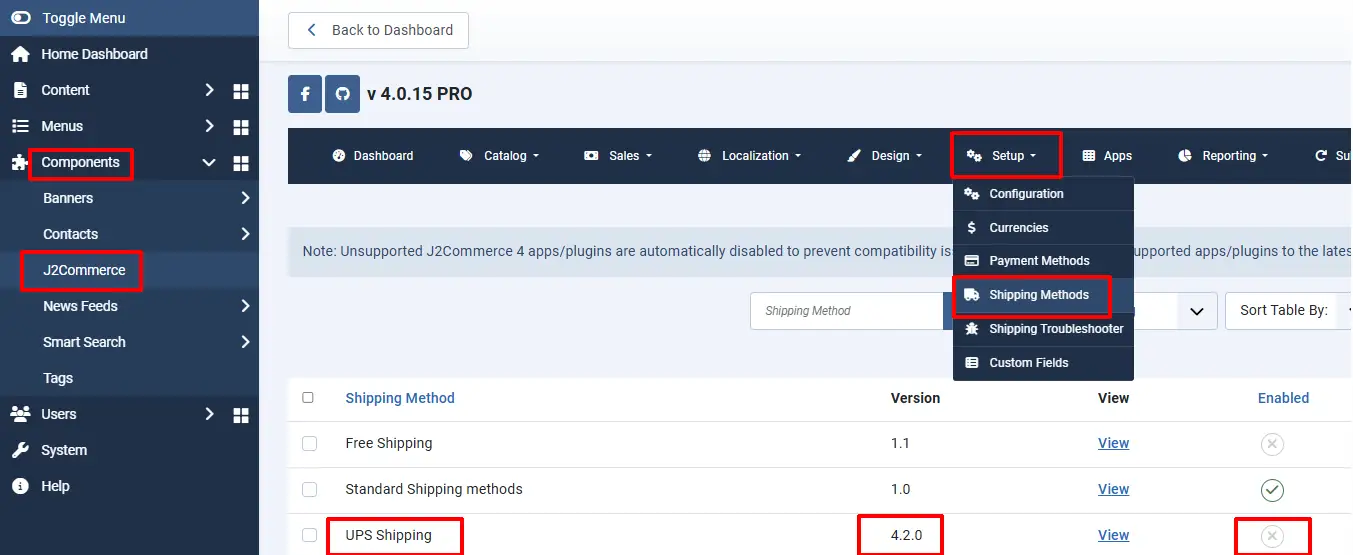 Toggle Menu
Home Dashboard
Content
Menus
Components
Banners
Contacts
J2Commerce
News Feeds
Smart Search
Tags
Users
System
Help
Back to Dashboard
v 4.0.15 PRO
Dashboard Catalog Sales Localization Design Setup Apps Reporting Su
Configuration
Currencies
Payment Methods
Shipping Methods
Shipping Troubleshooter
Custom Fields
Note: Unsupported J2Commerce 4 apps/plugins are automatically disabled to prevent compatibility is pported apps/plugins to the lates
Shipping Method Sort Table By:
Shipping Method Version View Enabled
Free Shipping 1.1 View
Standard Shipping methods 1.0 View
UPS Shipping 4.2.0 View